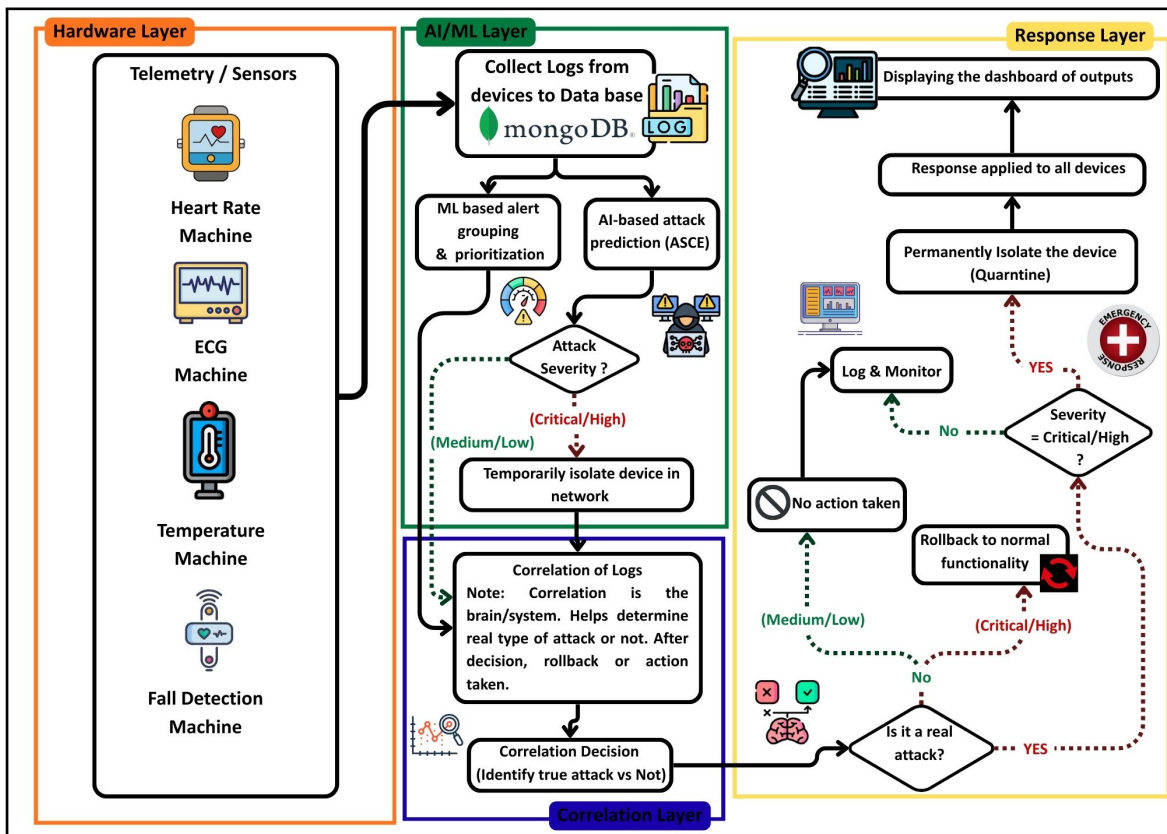 Hardware Layer
Telemetry / Sensors
Heart Rate
Machine
ECG
Machine
Temperature
Machine
Fall Detection
Machine
AI/ML Layer
Collect Logs from
devices to Data base
mongoDB®
LOG
ML based alert
grouping
& prioritization
AI-based attack
prediction (ASCE)
Attack
Severity ?
(Critical/High)
(Medium/Low)
Temporarily isolate device in
network
Correlation of Logs
Note: Correlation is the
brain/system. Helps determine
real type of attack or not. After
decision, rollback or action
taken.
Correlation Decision
(Identify true attack vs Not)
Correlation Layer
Response Layer
Displaying the dashboard of outputs
Response applied to all devices
Permanently Isolate the device
(Quarntine)
EMERGENCY
RESPONSE
YES
Log & Monitor
No
Severity
= Critical/High
?
No action taken
Rollback to normal
functionality
(Medium/Low)
(Critical/High)
No
Is it a real
attack?
YES